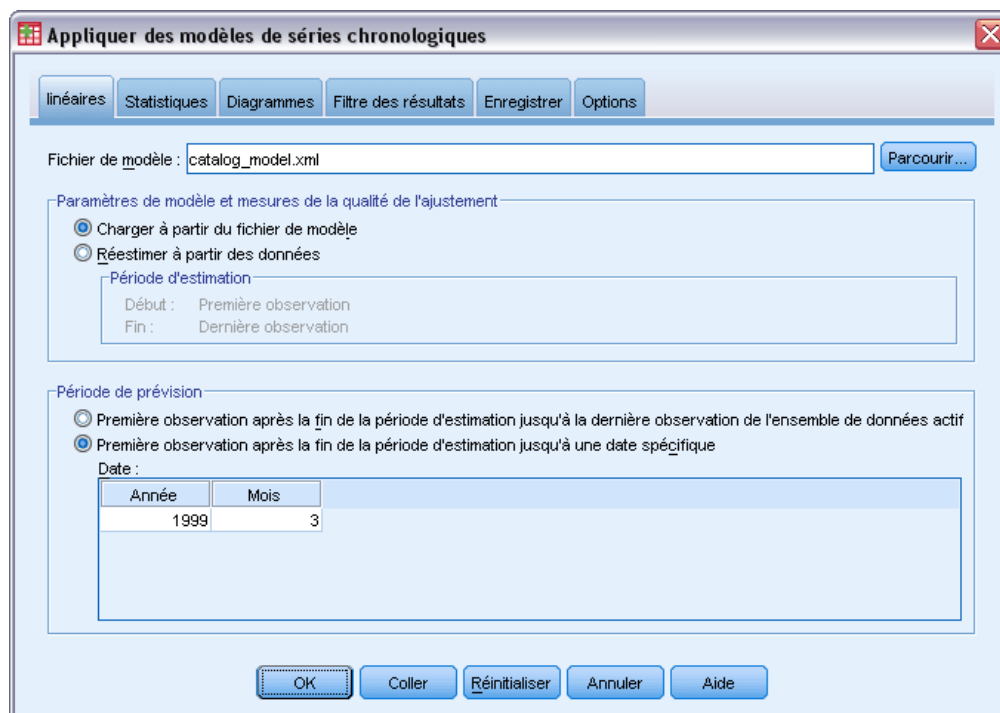 Appliquer des modèles de séries chronologiques
linéaires Statistiques Diagrammes Filtre des résultats Enregistrer Options
Fichier de modèle : catalog_model.xml Parcourir...
Paramètres de modèle et mesures de la qualité de l'ajustement
Charger à partir du fichier de modèle
Réestimer à partir des données
Période d'estimation
Début : Première observation
Fin : Dernière observation
Période de prévision
Première observation après la fin de la période d'estimation jusqu'à la dernière observation de l'ensemble de données actif
Première observation après la fin de la période d'estimation jusqu'à une date spécifique
Date :
Année Mois
1999 3
OK Coller Réinitialiser Annuler Aide